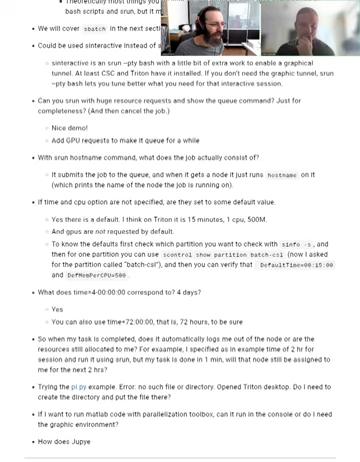 Theoretically most things you
bash scripts and srun, but it m
We will cover sbatch in the next secti
Could be used sinteractive instead of s
sinteractive is an srun --pty bash with a little bit of extra work to enable a graphical
tunnel. At least CSC and Triton have it installed. If you don't need the graphic tunnel, srun
--pty bash lets you tune better what you need for that interactive session.
Can you srun with huge resource requests and show the queue command? Just for
completeness? (And then cancel the job.)
Nice demo!
Add GPU requests to make it queue for a while
With srun hostname command, what does the job actually consist of?
It submits the job to the queue, and when it gets a node it just runs hostname on it
(which prints the name of the node the job is running on).
If time and cpu option are not specified, are they set to some default value.
Yes there is a default. I think on Triton it is 15 minutes, 1 cpu, 500M.
And gpus are not requested by default.
To know the defaults first check which partition you want to check with sinfo -s, and
then for one partition you can use scontrol show partition batch-csl (now I asked
for the partition called "batch-csl"), and then you can verify that DefaultTime=00:15:00
and DefMemPerCPU=500.
What does time=4-00:00:00 correspond to? 4 days?
Yes
You can also use time=72:00:00, that is, 72 hours, to be sure
So when my task is completed, does it automatically logs me out of the node or are the
resources still allocated to me? For exaample, I specified as in example time of 2 hr for
session and run it using srun, but my task is done in 1 min, will that node still be assigned to
me for the next 2 hrs?
Trying the pi.py example. Error: no such file or directory. Opened Triton desktop. Do I need to
create the directory and put the file there?
If I want to run matlab code with parallelization toolbox, can it run in the console or do I need
the graphic environment?
How does Jupye